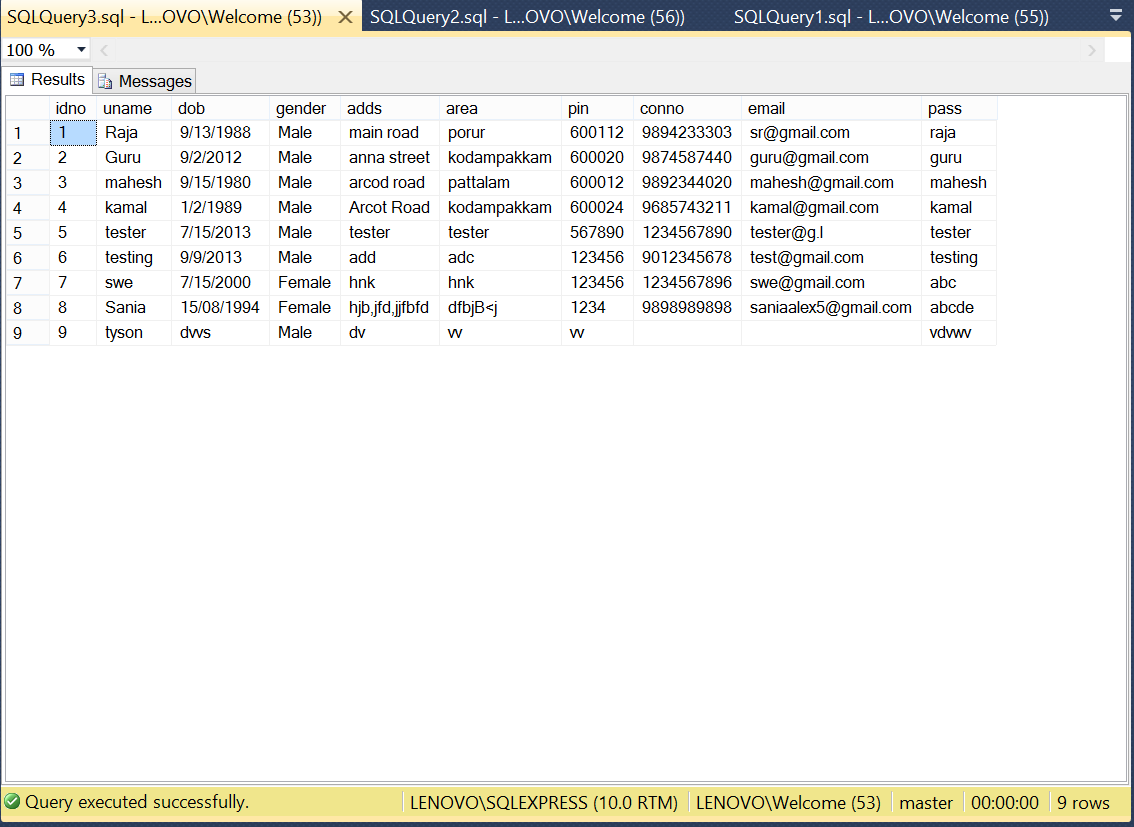 SQLQuery3.sql - L...OVO\Welcome (53)) SQLQuery2.sql - L...OVO\Welcome (56)) SQLQuery1.sql - L...OVO\Welcome (55))
100 %
Results Messages
idno uname dob gender adds area pin conno email pass
1 1 Raja 9/13/1988 Male main road porur 600112 9894233303 sr@gmail.com raja
2 2 Guru 9/2/2012 Male anna street kodampakkam 600020 9874587440 guru@gmail.com guru
3 3 mahesh 9/15/1980 Male arcod road pattalam 600012 9892344020 mahesh@gmail.com mahesh
4 4 kamal 1/2/1989 Male Arcot Road kodampakkam 600024 9685743211 kamal@gmail.com kamal
5 5 tester 7/15/2013 Male tester tester 567890 1234567890 tester@g.l tester
6 6 testing 9/9/2013 Male add adc 123456 9012345678 test@gmail.com testing
7 7 swe 7/15/2000 Female hnk hnk 123456 1234567896 swe@gmail.com abc
8 8 Sania 15/08/1994 Female hjb,jfd,jjfbfd dfbjB<j 1234 9898989898 saniaalex5@gmail.com abcde
9 9 tyson dvvs Male dv vv vv vdvwv
Query executed successfully. LENOVO\SQLEXPRESS (10.0 RTM) LENOVO\Welcome (53) master 00:00:00 9 rows